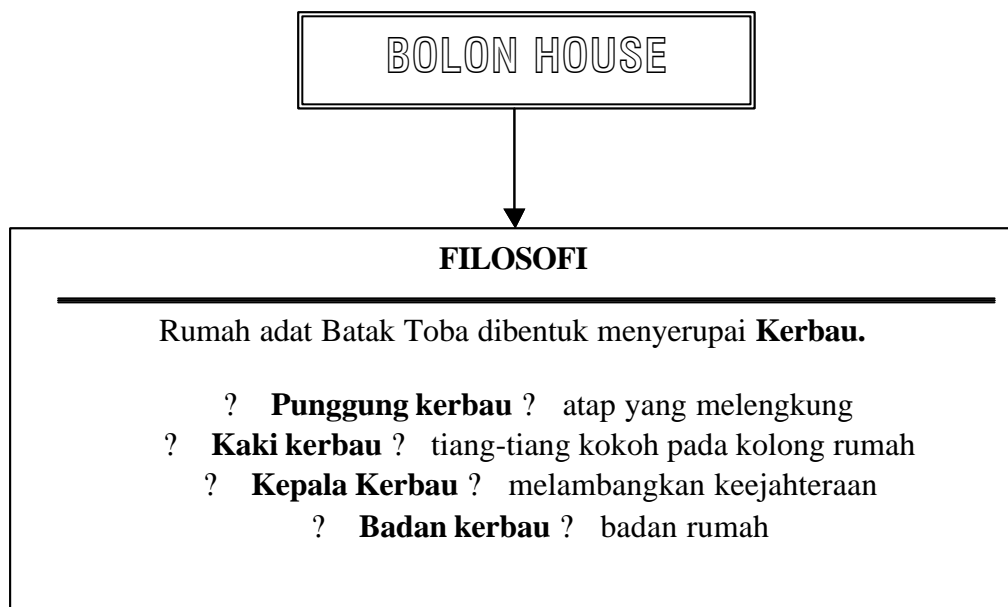 BOLON HOUSE
FILOSOFI
Rumah adat Batak Toba dibentuk menyerupai Kerbau.
? Punggung kerbau ? atap yang melengkung
? Kaki kerbau ? tiang-tiang kokoh pada kolong rumah
? Kepala Kerbau ? melambangkan keejahteraan
? Badan kerbau ? badan rumah